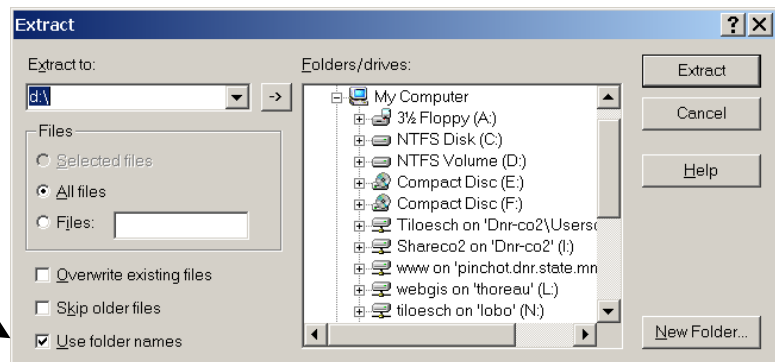 Extract
Extract to:
d:\
->
Files
Selected files
All files
Files:
Overwrite existing files
Skip older files
Use folder names
Folders/drives:
My Computer
3½ Floppy (A:)
NTFS Disk (C:)
NTFS Volume (D:)
Compact Disc (E:)
Compact Disc (F:)
Tiloesch on 'Dnr-co2\Users
Shareco2 on 'Dnr-co2' (I:)
www on 'pinchot.dnr.state.mn
webgis on 'thoreau' (L:)
tiloesch on 'lobo' (N:)
Extract
Cancel
Help
New Folder...